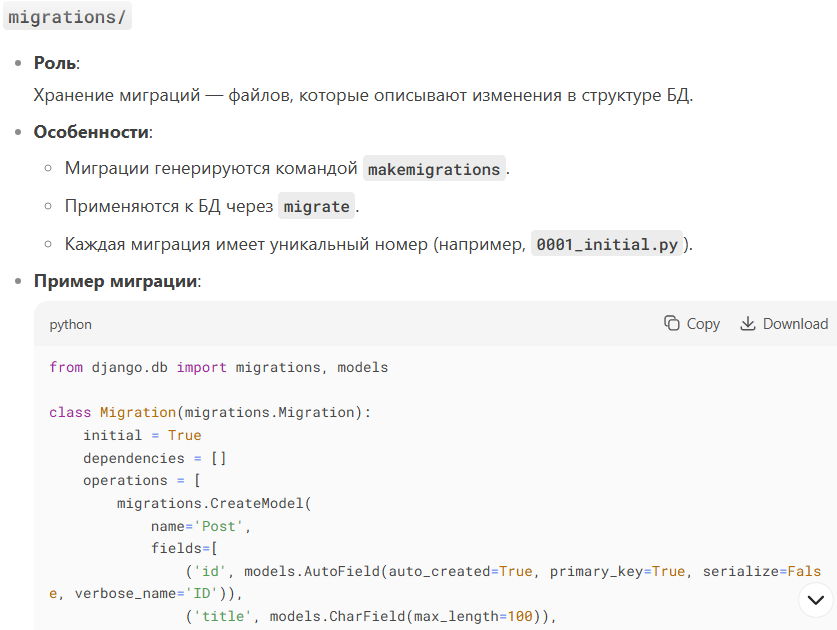 migrations/
Роль:
Хранение миграций — файлов, которые описывают изменения в структуре БД.
Особенности:
Миграции генерируются командой makemigrations.
Применяются к БД через migrate.
Каждая миграция имеет уникальный номер (например, 0001_initial.py).
Пример миграции:
python Copy Download
from django.db import migrations, models
class Migration(migrations.Migration):
    initial = True
    dependencies = []
    operations = [
        migrations.CreateModel(
            name='Post',
            fields=[
                ('id', models.AutoField(auto_created=True, primary_key=True, serialize=Fals
e, verbose_name='ID')),
                ('title', models.CharField(max_length=100)),